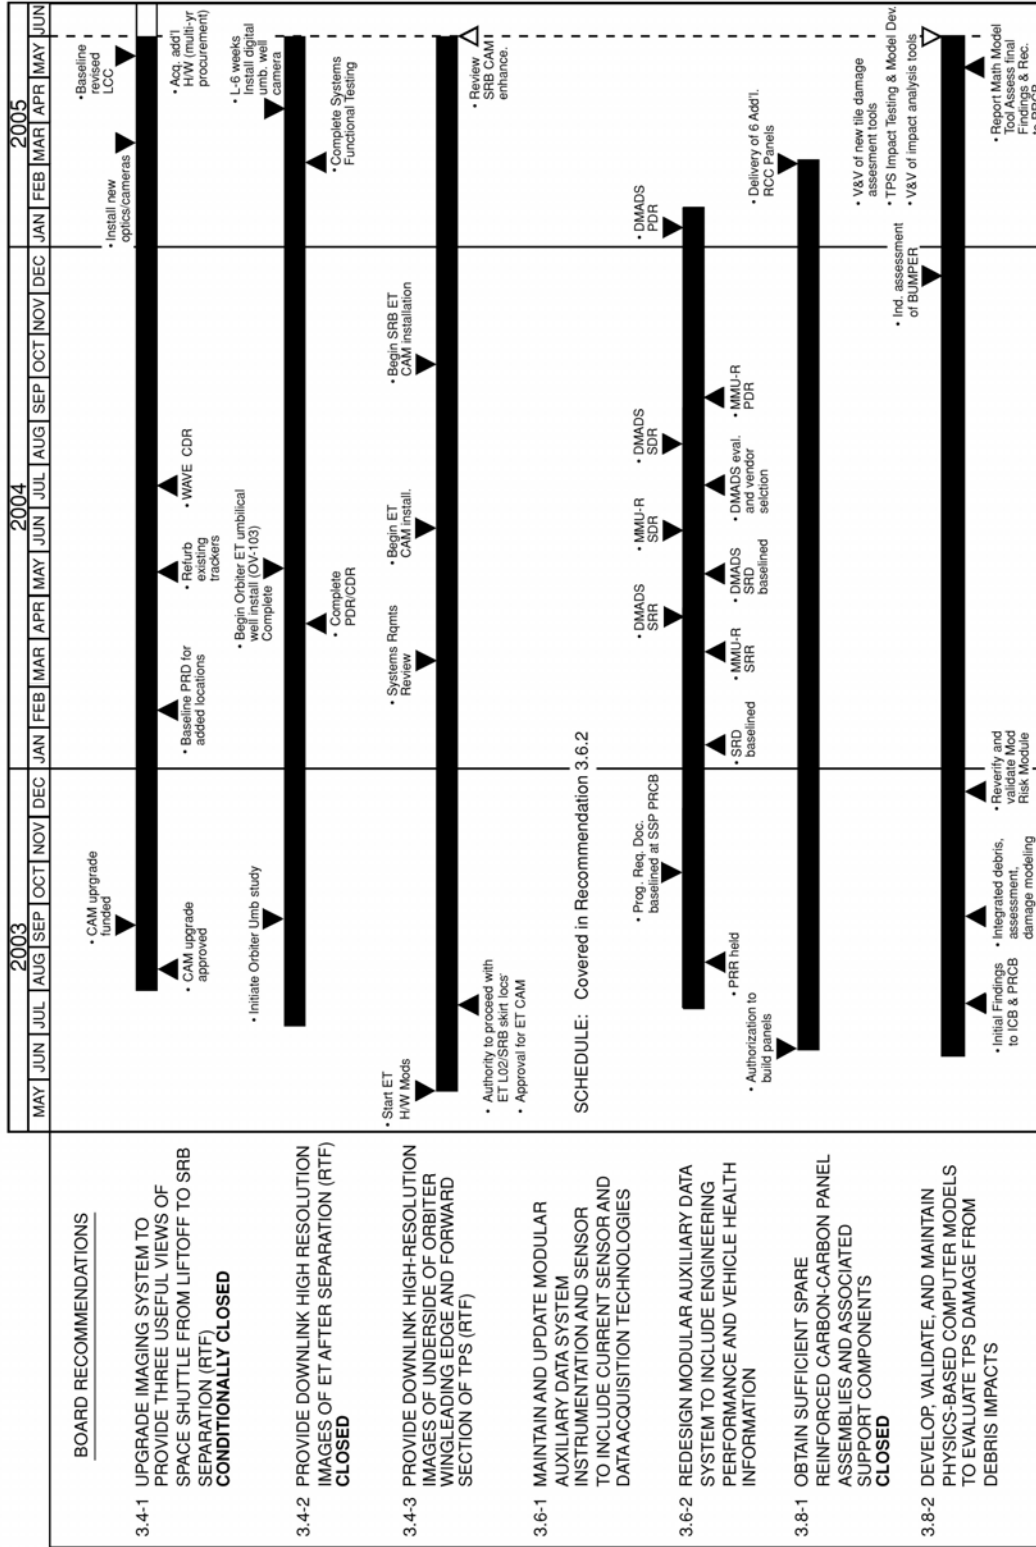 BOARD RECOMMENDATIONS
2003
2004
2005
MAY JUN JUL AUG SEP OCT NOV DEC JAN FEB MAR APR MAY JUN JUL AUG SEP OCT NOV DEC JAN FEB MAR APR MAY JUN
3.4-1 UPGRADE IMAGING SYSTEM TO
PROVIDE THREE USEFUL VIEWS OF
SPACE SHUTTLE FROM LIFTOFF TO SRB
SEPARATION (RTF)
CONDITIONALLY CLOSED
• CAM uprgrade
funded
• CAM upgrade
approved
• Baseline PRD for
added locations
• Refurb
existing
trackers
• WAVE CDR
• Install new
optics/cameras
• Baseline
revised
LCC
• Acq. add'l
H/W (multi-yr
procurement)
3.4-2 PROVIDE DOWNLINK HIGH RESOLUTION
IMAGES OF ET AFTER SEPARATION (RTF)
CLOSED
• Initiate Orbiter Umb study
• Begin Orbiter ET umbilical
well install (OV-103)
Complete
• Complete
PDR/CDR
• L-6 weeks
Install digital
umb. well
camera
• Complete Systems
Functional Testing
3.4-3 PROVIDE DOWNLINK HIGH-RESOLUTION
IMAGES OF UNDERSIDE OF ORBITER
WINGLEADING EDGE AND FORWARD
SECTION OF TPS (RTF)
• Start ET
H/W Mods
• Authority to proceed with
ET L02/SRB skirt locs'
• Approval for ET CAM
• Systems Rqmts
Review
• Begin ET
CAM install.
• Begin SRB ET
CAM installation
• Review
SRB CAM
enhance.
3.6-1 MAINTAIN AND UPDATE MODULAR
AUXILIARY DATA SYSTEM
INSTRUMENTATION AND SENSOR
TO INCLUDE CURRENT SENSOR AND
DATA ACQUISITION TECHNOLOGIES
SCHEDULE: Covered in Recommendation 3.6.2
3.6-2 REDESIGN MODULAR AUXILIARY DATA
SYSTEM TO INCLUDE ENGINEERING
PERFORMANCE AND VEHICLE HEALTH
INFORMATION
• Prog. Req. Doc.
baselined at SSP PRCB
• PRR held
• SRD
baselined
• MMU-R
SRR
• DMADS
SRR
• DMADS
SRD
baselined
• MMU-R
SDR
• DMADS eval.
and vendor
selction
• DMADS
SDR
• MMU-R
PDR
• DMADS
PDR
3.8-1 OBTAIN SUFFICIENT SPARE
REINFORCED CARBON-CARBON PANEL
ASSEMBLIES AND ASSOCIATED
SUPPORT COMPONENTS
CLOSED
• Authorization to
build panels
• Delivery of 6 Add'l.
RCC Panels
3.8-2 DEVELOP, VALIDATE, AND MAINTAIN
PHYSICS-BASED COMPUTER MODELS
TO EVALUATE TPS DAMAGE FROM
DEBRIS IMPACTS
• Initial Findings
to ICB & PRCB
• Integrated debris,
assessment,
damage modeling
• Reverify and
validate Mod
Risk Module
• Ind. assessment
of BUMPER
• V&V of new tile damage
assesment tools
• TPS Impact Testing & Model Dev.
• V&V of impact analysis tools
• Report Math Model
Tool Assess final
Findings & Rec.